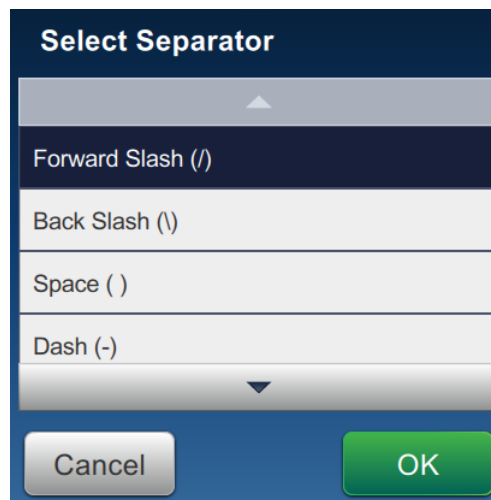 Select Separator
Forward Slash (/)
Back Slash (\)
Space ( )
Dash (-)
Cancel
OK